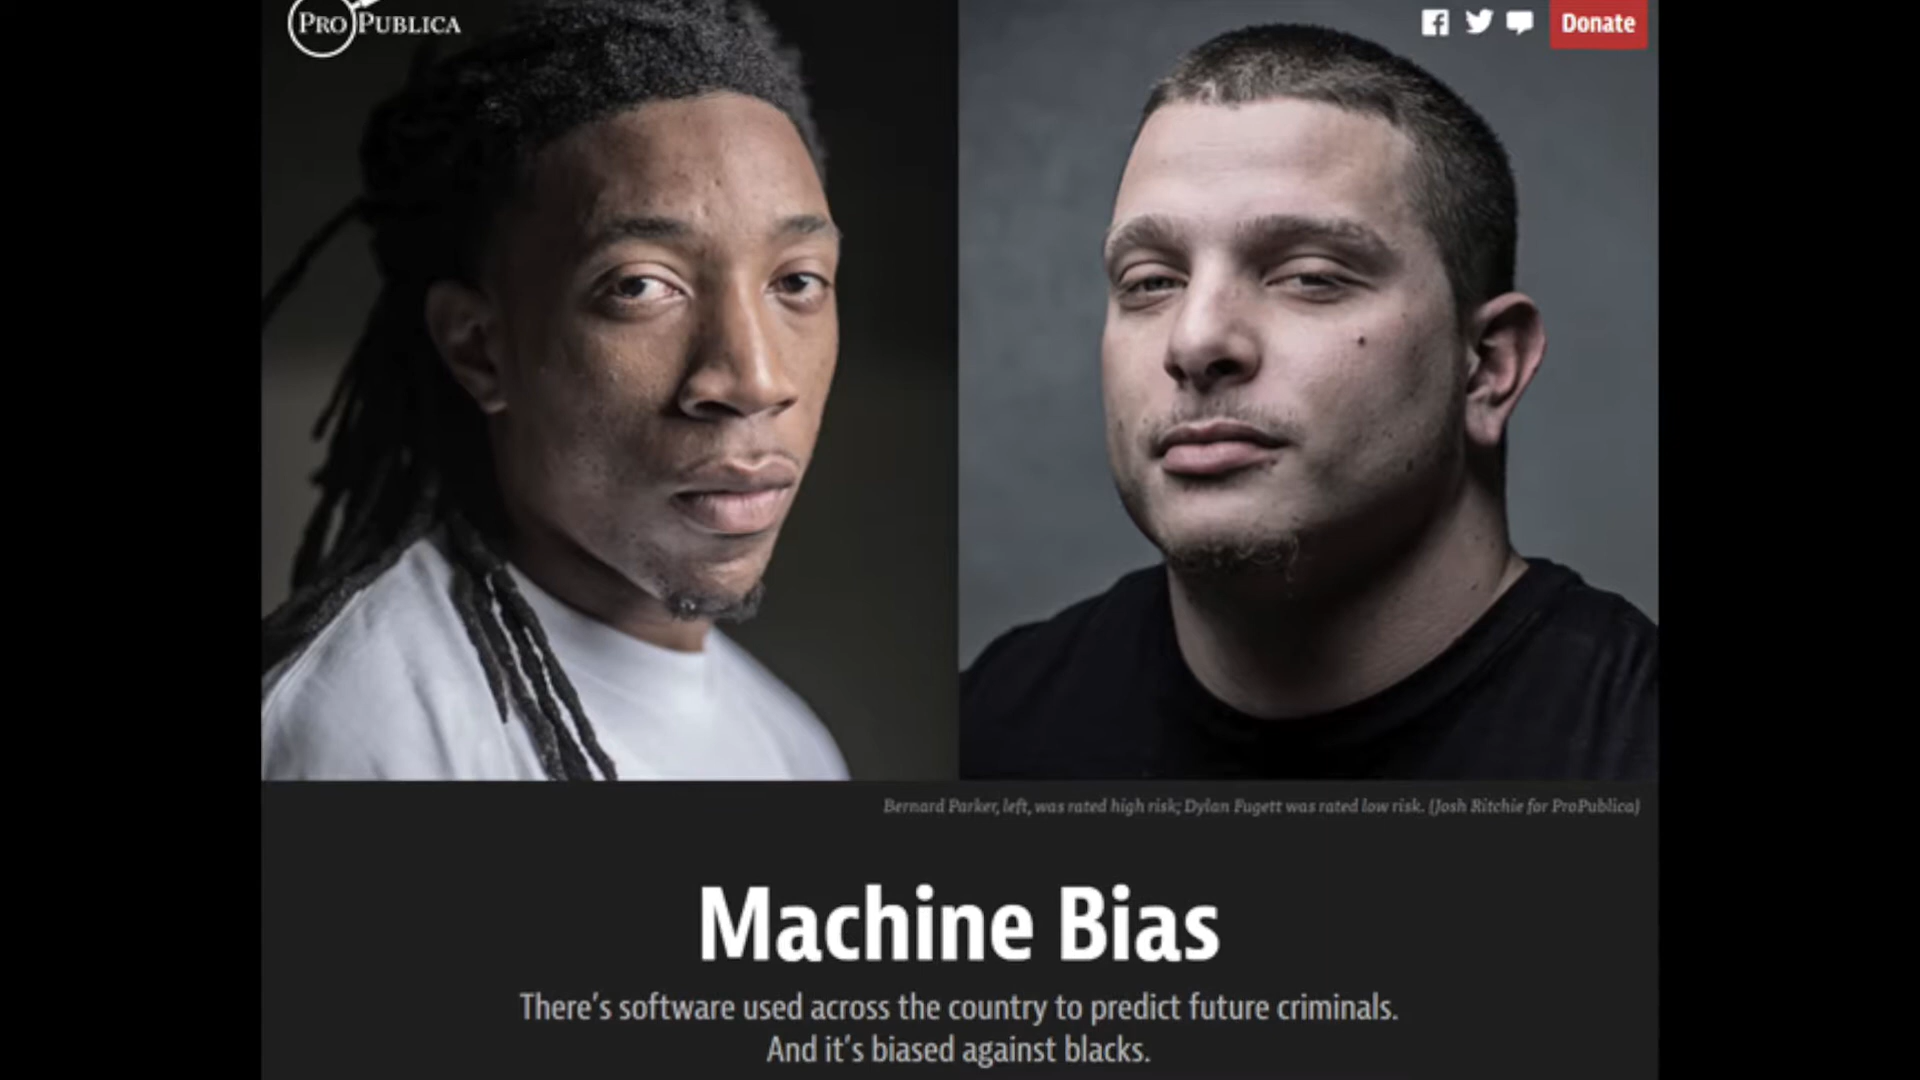 PROPUBLICA
Donate
Bernard Parker, left, was rated high risk; Dylan Fugett was rated low risk. (Josh Ritchie for ProPublica)
Machine Bias
There's software used across the country to predict future criminals.
And it's biased against blacks.